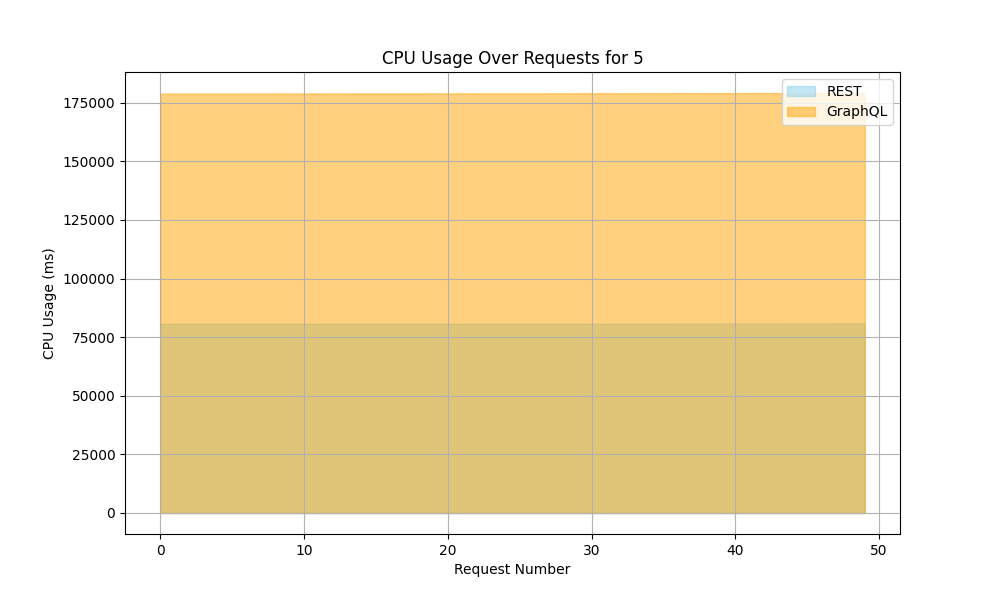 CPU Usage Over Requests for 5
REST
GraphQL
CPU Usage (ms)
175000
150000
125000
100000
75000
50000
25000
0
0 10 20 30 40 50
Request Number